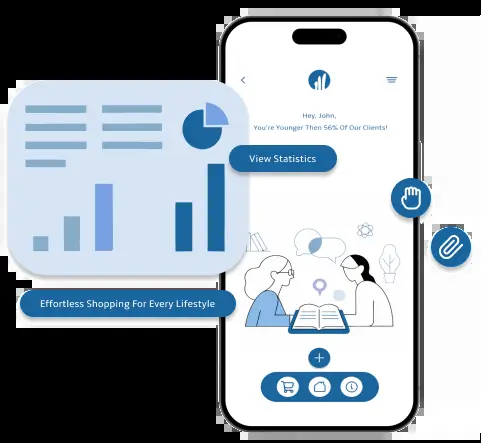 Hey, John,
You're Younger Then 56% Of Our Clients!
View Statistics
Effortless Shopping For Every Lifestyle